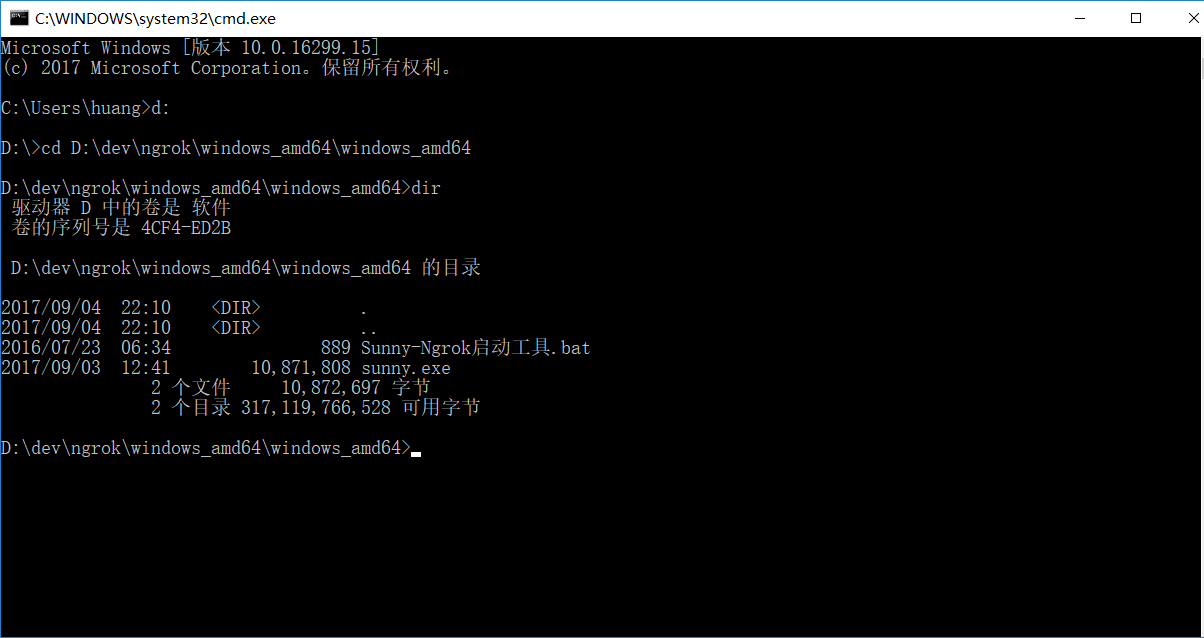 C:\WINDOWS\system32\cmd.exe
Microsoft Windows [版本 10.0.16299.15]
(c) 2017 Microsoft Corporation。保留所有权利。
C:\Users\huang>d:
D:\>cd D:\dev\ngrok\windows_amd64\windows_amd64
D:\dev\ngrok\windows_amd64\windows_amd64>dir
驱动器 D 中的卷是 软件
卷的序列号是 4CF4-ED2B
D:\dev\ngrok\windows_amd64\windows_amd64 的目录
2017/09/04  22:10    <DIR>          .
2017/09/04  22:10    <DIR>          ..
2016/07/23  06:34               889 Sunny-Ngrok启动工具.bat
2017/09/03  12:41        10,871,808 sunny.exe
2 个文件     10,872,697 字节
2 个目录 317,119,766,528 可用字节
D:\dev\ngrok\windows_amd64\windows_amd64>